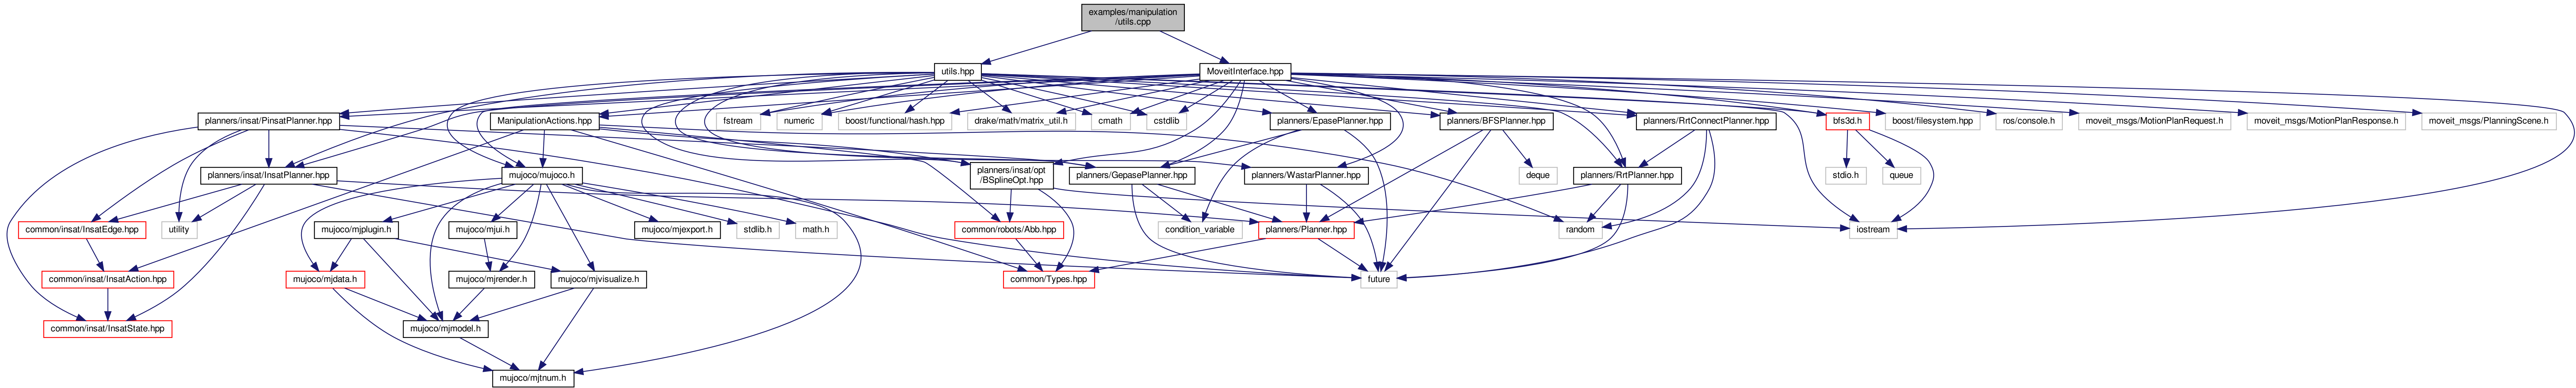 examples/manipulation
/utils.cpp
utils.hpp
MoveitInterface.hpp
planners/insat/PinsatPlanner.hpp
ManipulationActions.hpp
fstream
numeric
boost/functional/hash.hpp
drake/math/matrix_util.h
cmath
cstdlib
planners/EpasePlanner.hpp
planners/BFSPlanner.hpp
planners/RrtConnectPlanner.hpp
bfs3d.h
boost/filesystem.hpp
ros/console.h
moveit_msgs/MotionPlanRequest.h
moveit_msgs/MotionPlanResponse.h
moveit_msgs/PlanningScene.h
planners/insat/InsatPlanner.hpp
mujoco/mujoco.h
planners/insat/opt
/BSplineOpt.hpp
planners/GepasePlanner.hpp
planners/WastarPlanner.hpp
deque
planners/RrtPlanner.hpp
stdio.h
queue
common/insat/InsatEdge.hpp
utility
mujoco/mjplugin.h
mujoco/mjui.h
mujoco/mjexport.h
stdlib.h
math.h
common/robots/Abb.hpp
condition_variable
planners/Planner.hpp
random
iostream
common/insat/InsatAction.hpp
mujoco/mjdata.h
mujoco/mjrender.h
mujoco/mjvisualize.h
common/Types.hpp
future
common/insat/InsatState.hpp
mujoco/mjmodel.h
mujoco/mjtnum.h